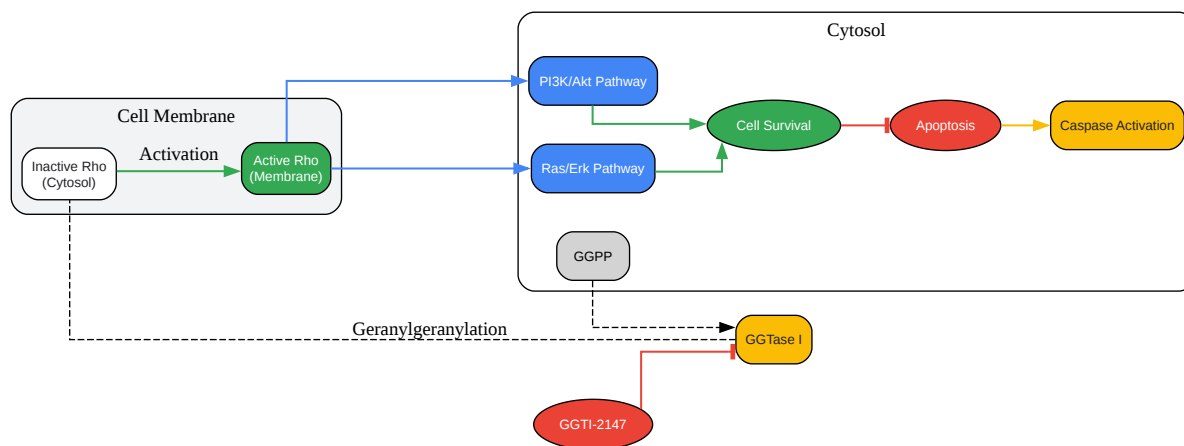 Cytosol
PI3K/Akt Pathway
Cell Membrane
Cell Survival
Apoptosis
Caspase Activation
Activation
Inactive Rho
(Cytosol)
Active Rho
(Membrane)
Ras/Erk Pathway
GGPP
Geranylgeranylation
GGTase I
GGTI-2147